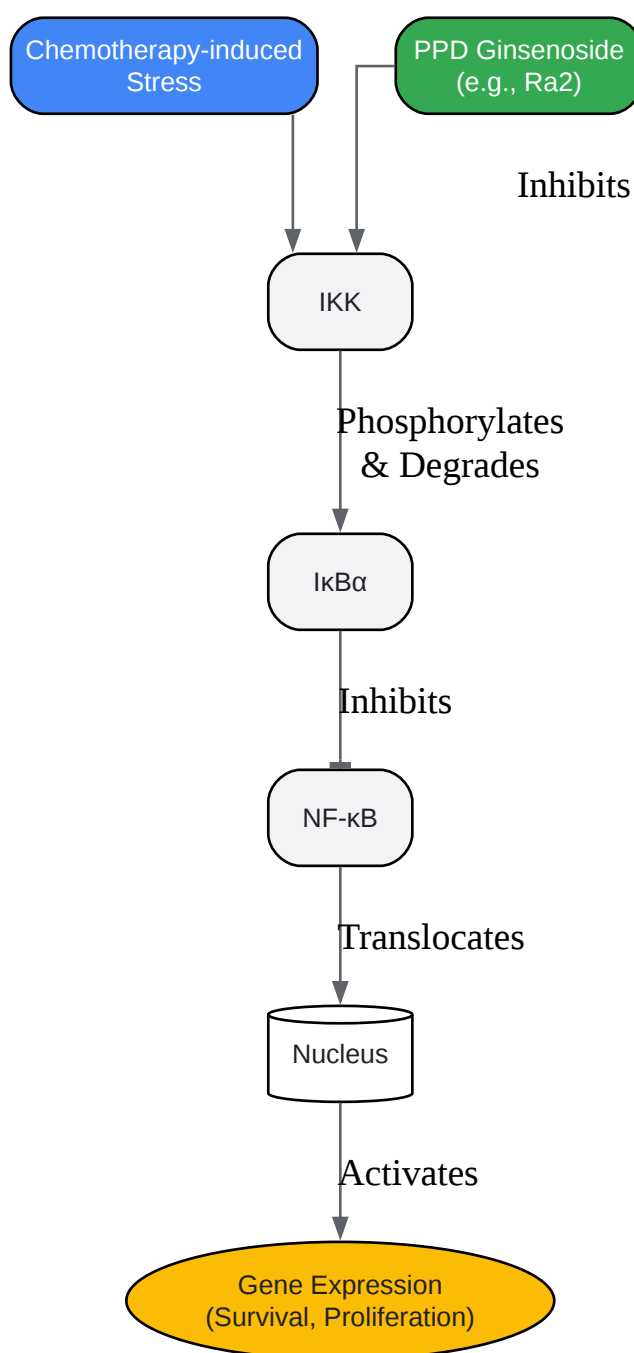 Chemotherapy-induced
Stress
PPD Ginsenoside
(e.g., Ra2)
Inhibits
IKK
Phosphorylates
& Degrades
IκBα
Inhibits
NF-κB
Translocates
Nucleus
Activates
Gene Expression
(Survival, Proliferation)